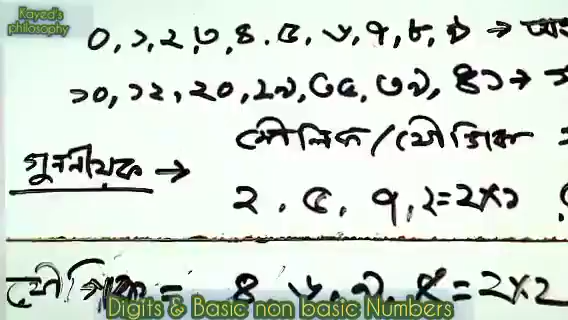 Kayed's
philosophy
০, ১, ২, ৩, ৪, ৫, ৬, ৭, ৮, ৯ →
১০, ১২, ২০, ২৯, ৩৫, ৩৯, ৪১ →
মৌলিক / যৌগিক =
গুননীয়ক →
২, ৫, ৭, ২=২×১
যৌগিক = ৪, ৬, ৯, ৪=২×২
Digits & Basic non basic Numbers